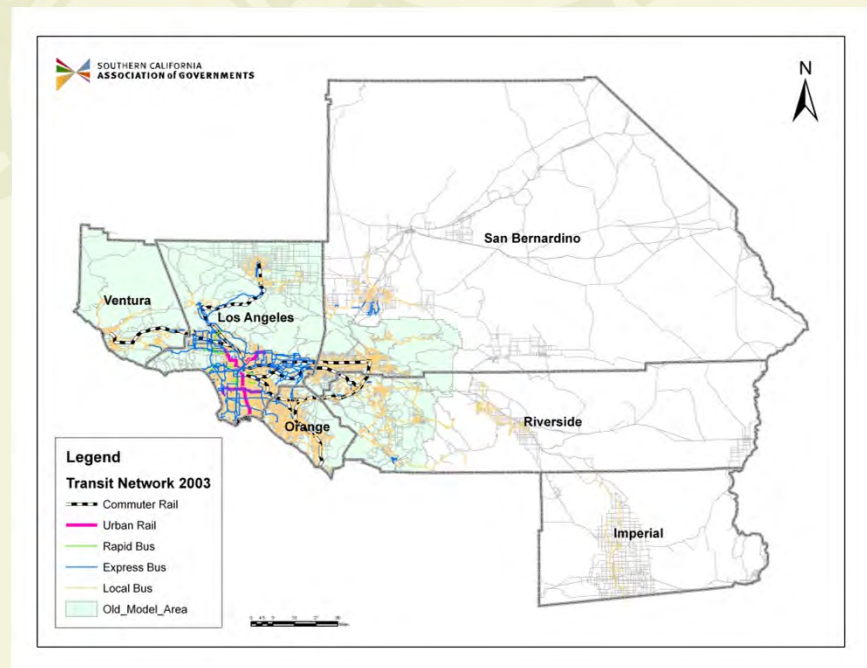 SOUTHERN CALIFORNIA
ASSOCIATION of GOVERNMENTS
N
San Bernardino
Ventura
Los Angeles
Riverside
Orange
Imperial
Legend
Transit Network 2003
Commuter Rail
Urban Rail
Rapid Bus
Express Bus
Local Bus
Old_Model_Area